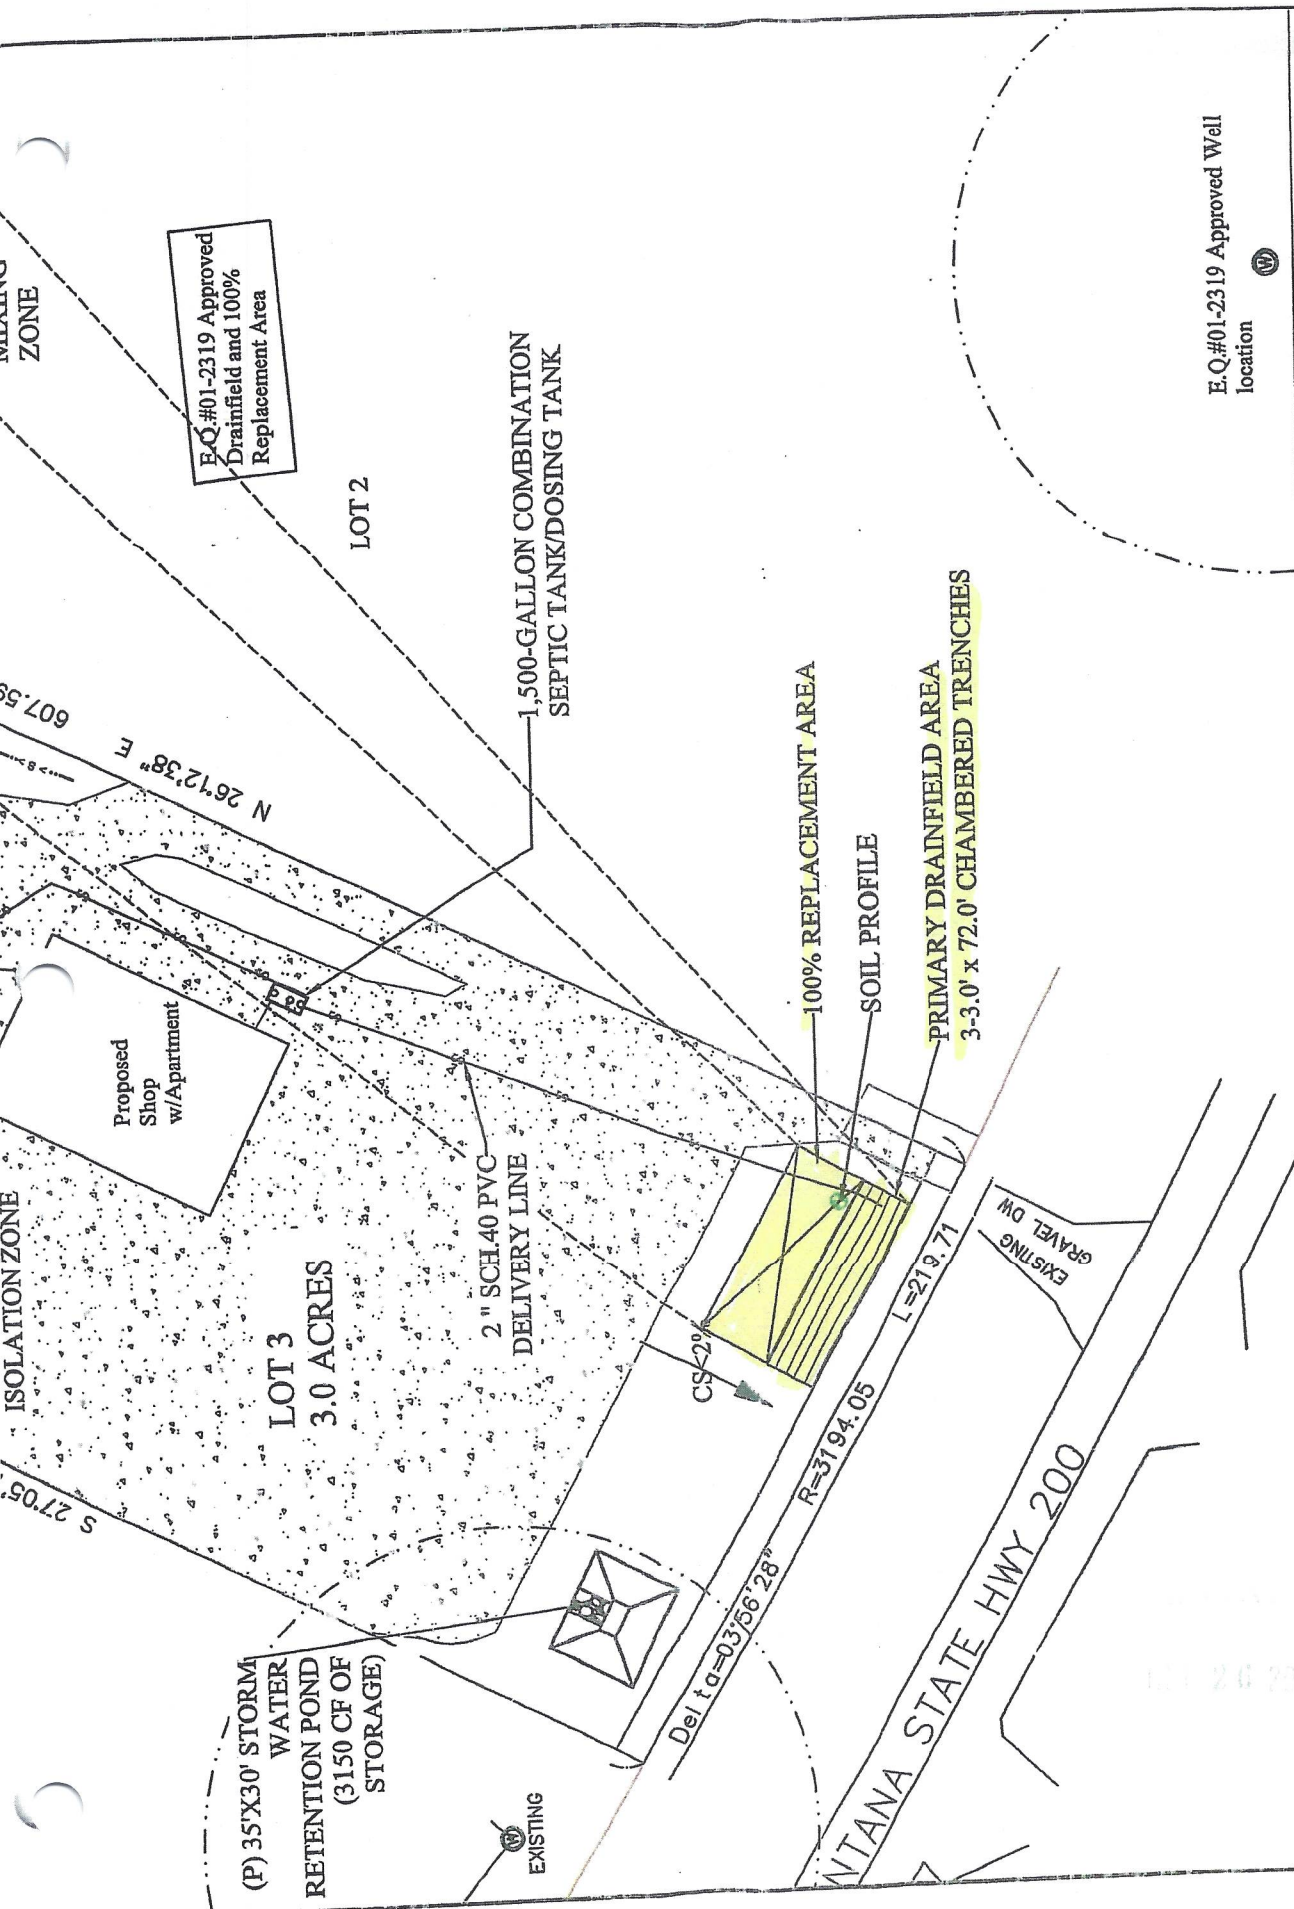 ZONE
E.Q.#01-2319 Approved
Drainfield and 100%
Replacement Area
LOT 2
1,500-GALLON COMBINATION
SEPTIC TANK/DOSING TANK
E.Q.#01-2319 Approved Well
location
W
607.59
N 26°12'38" E
Proposed
Shop
w/Apartment
ISOLATION ZONE
S 27°05'
LOT 3
3.0 ACRES
2" SCH.40 PVC
DELIVERY LINE
100% REPLACEMENT AREA
SOIL PROFILE
PRIMARY DRAINFIELD AREA
3-3.0' x 72.0' CHAMBERED TRENCHES
CS<2°
(P) 35'X30' STORM
WATER
RETENTION POND
(3150 CF OF
STORAGE)
W
EXISTING
Delta=03°56'28"
R=3194.05
L=219.71
EXISTING
GRAVEL DW
NTANA STATE HWY 200